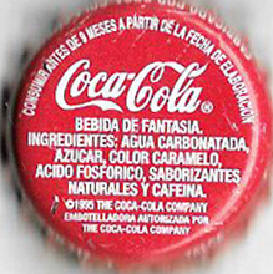 CONSUMIR ANTES DE 9 MESES A PARTIR DE LA FECHA DE ELABORACION
Coca-Cola®
BEBIDA DE FANTASIA.
INGREDIENTES: AGUA CARBONATADA,
AZUCAR, COLOR CARAMELO,
ACIDO FOSFORICO, SABORIZANTES
NATURALES Y CAFEINA.
©1995 THE COCA-COLA COMPANY
EMBOTELLADORA AUTORIZADA POR
THE COCA-COLA COMPANY